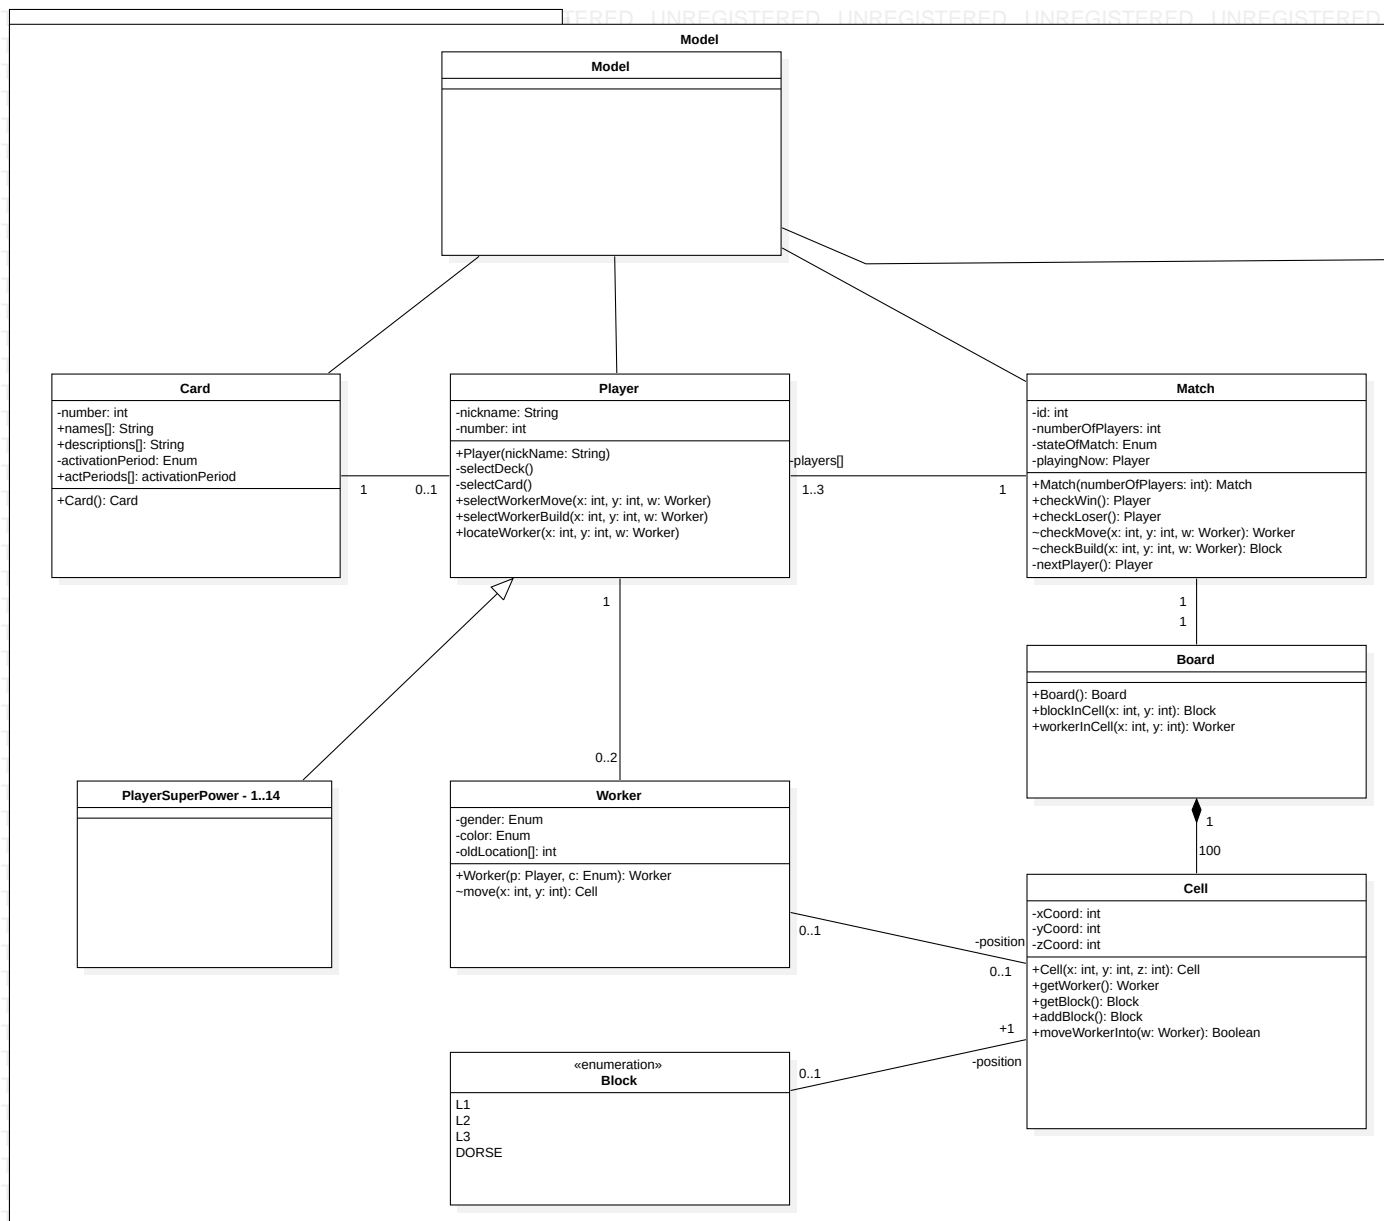 TERED UNREGISTERED UNREGISTERED UNREGISTERED UNREGISTERED
Model
Model
Card
-number: int
+names[]: String
+descriptions[]: String
-activationPeriod: Enum
+actPeriods[]: activationPeriod
+Card(): Card
1
0..1
Player
-nickname: String
-number: int
+Player(nickName: String)
-selectDeck()
-selectCard()
+selectWorkerMove(x: int, y: int, w: Worker)
+selectWorkerBuild(x: int, y: int, w: Worker)
+locateWorker(x: int, y: int, w: Worker)
-players[]
1..3
1
Match
-id: int
-numberOfPlayers: int
-stateOfMatch: Enum
-playingNow: Player
+Match(numberOfPlayers: int): Match
+checkWin(): Player
+checkLoser(): Player
~checkMove(x: int, y: int, w: Worker): Worker
~checkBuild(x: int, y: int, w: Worker): Block
-nextPlayer(): Player
1
1
1
Board
+Board(): Board
+blockInCell(x: int, y: int): Block
+workerInCell(x: int, y: int): Worker
0..2
PlayerSuperPower - 1..14
Worker
-gender: Enum
-color: Enum
-oldLocation[]: int
+Worker(p: Player, c: Enum): Worker
~move(x: int, y: int): Cell
1
100
Cell
-xCoord: int
-yCoord: int
-zCoord: int
+Cell(x: int, y: int, z: int): Cell
+getWorker(): Worker
+getBlock(): Block
+addBlock(): Block
+moveWorkerInto(w: Worker): Boolean
0..1
-position
0..1
+1
-position
0..1
«enumeration»
Block
L1
L2
L3
DORSE